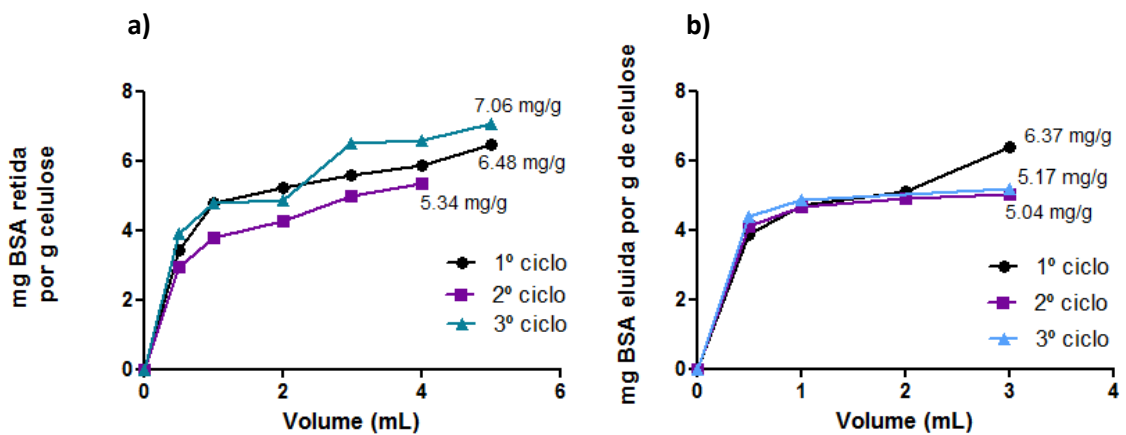 a)
mg BSA retida
por g celulose
8
6
4
2
0
0
2
4
6
Volume (mL)
7.06 mg/g
6.48 mg/g
5.34 mg/g
1º ciclo
2º ciclo
3º ciclo
b)
mg BSA eluida por g de celulose
8
6
4
2
0
0
1
2
3
4
Volume (mL)
6.37 mg/g
5.17 mg/g
5.04 mg/g
1º ciclo
2º ciclo
3º ciclo